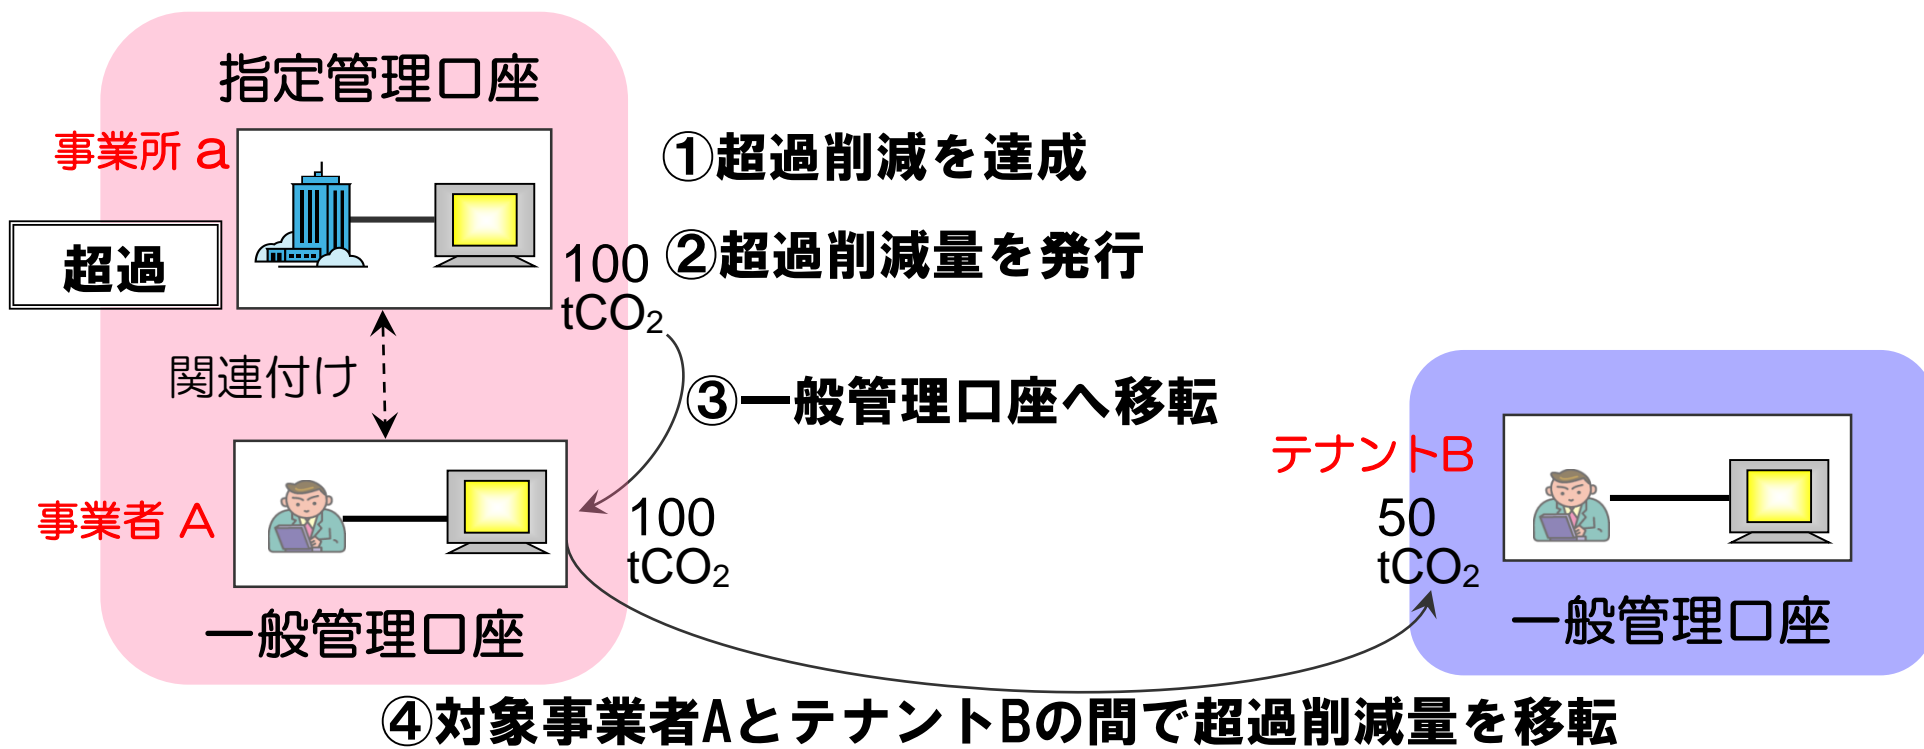 指定管理口座
事業所 a
超過
100
tCO2
①超過削減を達成
②超過削減量を発行
関連付け
③一般管理口座へ移転
事業者 A
100
tCO2
一般管理口座
テナントB
50
tCO2
一般管理口座
④対象事業者AとテナントBの間で超過削減量を移転